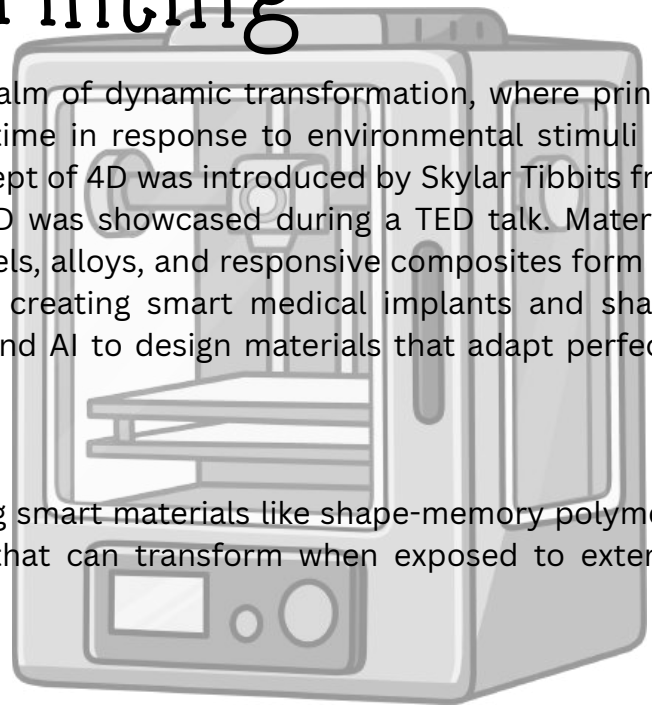 alm of dynamic transformation, where prin
time in response to environmental stimuli
ept of 4D was introduced by Skylar Tibbits fr
D was showcased during a TED talk. Mater
els, alloys, and responsive composites form
creating smart medical implants and sha
nd AI to design materials that adapt perfec
g smart materials like shape-memory polyme
that can transform when exposed to exter